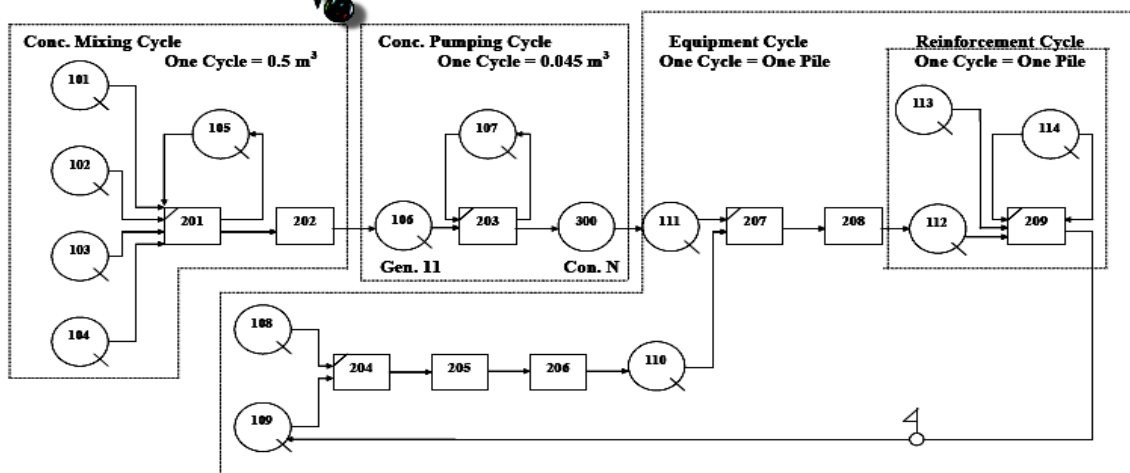 Conc. Mixing Cycle
One Cycle = 0.5 m³
Conc. Pumping Cycle
One Cycle = 0.045 m³
Equipment Cycle
One Cycle = One Pile
Reinforcement Cycle
One Cycle = One Pile
101
102
103
104
105
201
202
106
Gen. 11
107
203
300
Con. N
111
207
208
112
113
114
209
108
109
204
205
206
110